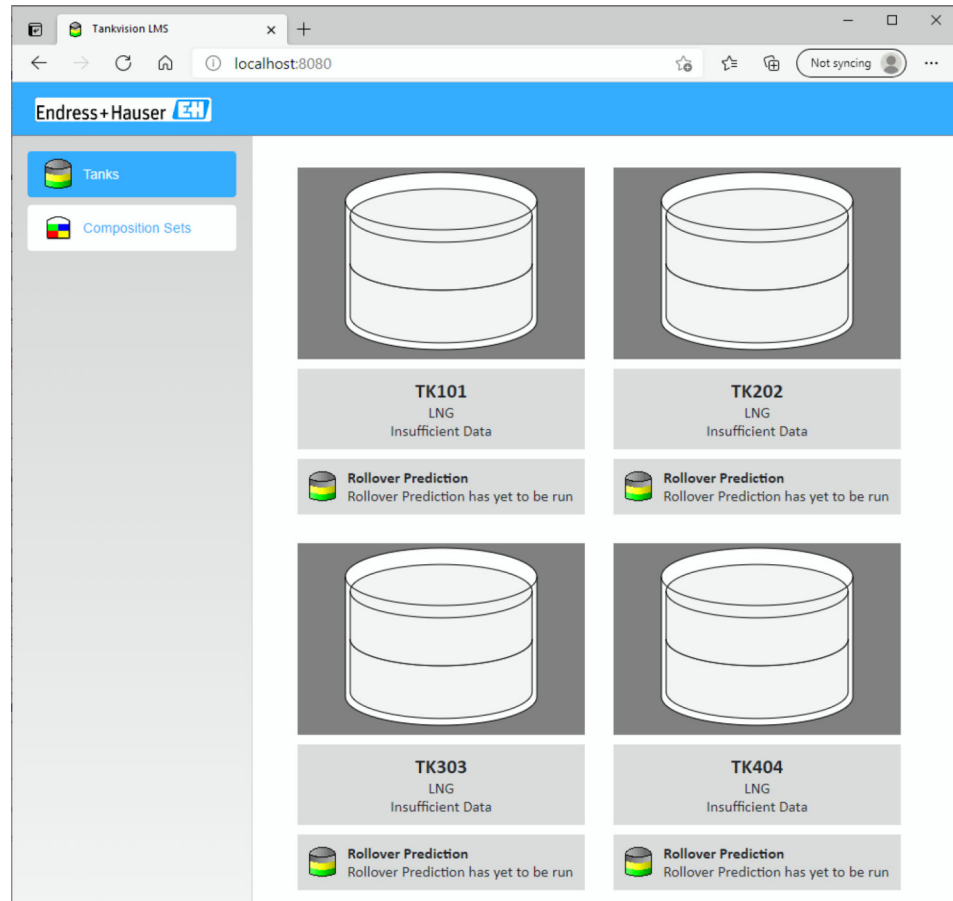 Tankvision LMS
localhost:8080
Not syncing
Endress+Hauser EH
Tanks
Composition Sets
TK101
LNG
Insufficient Data
Rollover Prediction
Rollover Prediction has yet to be run
TK202
LNG
Insufficient Data
Rollover Prediction
Rollover Prediction has yet to be run
TK303
LNG
Insufficient Data
Rollover Prediction
Rollover Prediction has yet to be run
TK404
LNG
Insufficient Data
Rollover Prediction
Rollover Prediction has yet to be run